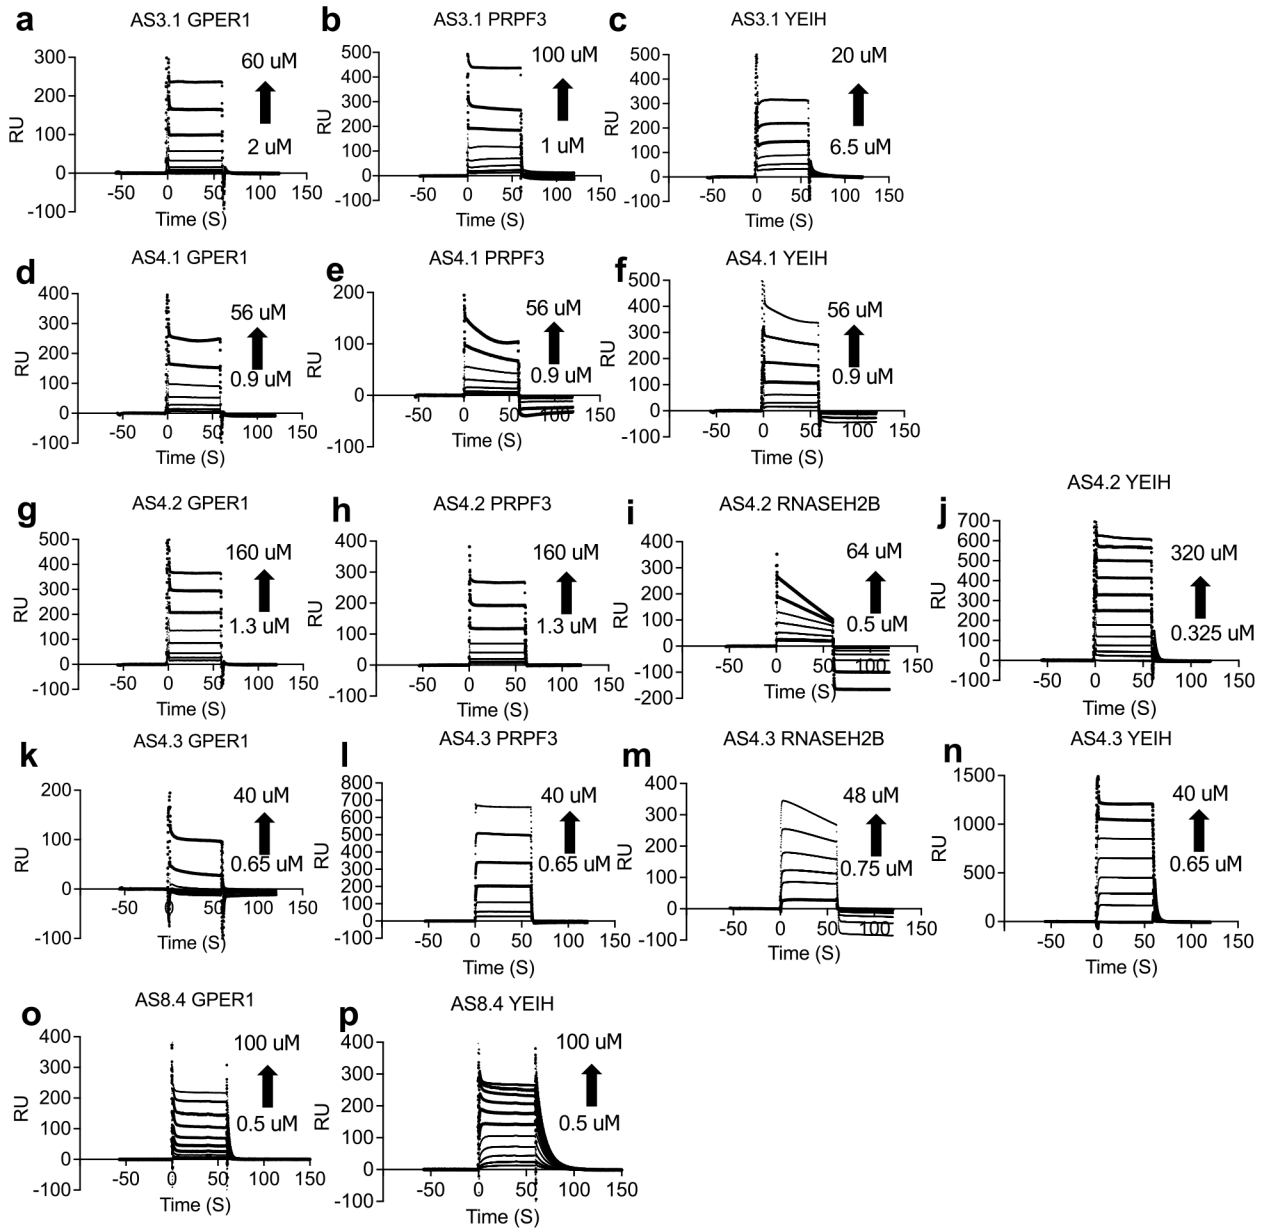 a
AS3.1 GPER1
300
200
100
0
-100
RU
60 uM
2 uM
-50 0 50 100 150
Time (S)
b
AS3.1 PRPF3
500
400
300
200
100
0
-100
RU
100 uM
1 uM
-50 0 50 100 150
Time (S)
c
AS3.1 YEIH
500
400
300
200
100
0
-100
RU
20 uM
6.5 uM
-50 0 50 100 150
Time (S)
d
AS4.1 GPER1
400
300
200
100
0
-100
RU
56 uM
0.9 uM
-50 0 50 100 150
Time (S)
e
AS4.1 PRPF3
200
100
0
-100
RU
56 uM
0.9 uM
-50 0 50 100 150
Time (S)
f
AS4.1 YEIH
500
400
300
200
100
0
-100
RU
56 uM
0.9 uM
-50 0 50 100 150
Time (S)
g
AS4.2 GPER1
500
400
300
200
100
0
-100
RU
160 uM
1.3 uM
-50 0 50 100 150
Time (S)
h
AS4.2 PRPF3
400
300
200
100
0
-100
RU
160 uM
1.3 uM
-50 0 50 100 150
Time (S)
i
AS4.2 RNASEH2B
400
300
200
100
0
-100
-200
RU
64 uM
0.5 uM
-50 0 50 100 150
Time (S)
j
AS4.2 YEIH
700
600
500
400
300
200
100
0
-100
RU
320 uM
0.325 uM
-50 0 50 100 150
Time (S)
k
AS4.3 GPER1
200
100
0
-100
RU
40 uM
0.65 uM
-50 0 50 100 150
Time (S)
l
AS4.3 PRPF3
800
700
600
500
400
300
200
100
0
-100
RU
40 uM
0.65 uM
-50 0 50 100 150
Time (S)
m
AS4.3 RNASEH2B
400
300
200
100
0
-100
RU
48 uM
0.75 uM
-50 0 50 100 150
Time (S)
n
AS4.3 YEIH
1500
1000
500
0
RU
40 uM
0.65 uM
-50 0 50 100 150
Time (S)
o
AS8.4 GPER1
400
300
200
100
0
-100
RU
100 uM
0.5 uM
-50 0 50 100 150
Time (S)
p
AS8.4 YEIH
400
300
200
100
0
-100
RU
100 uM
0.5 uM
-50 0 50 100 150
Time (S)